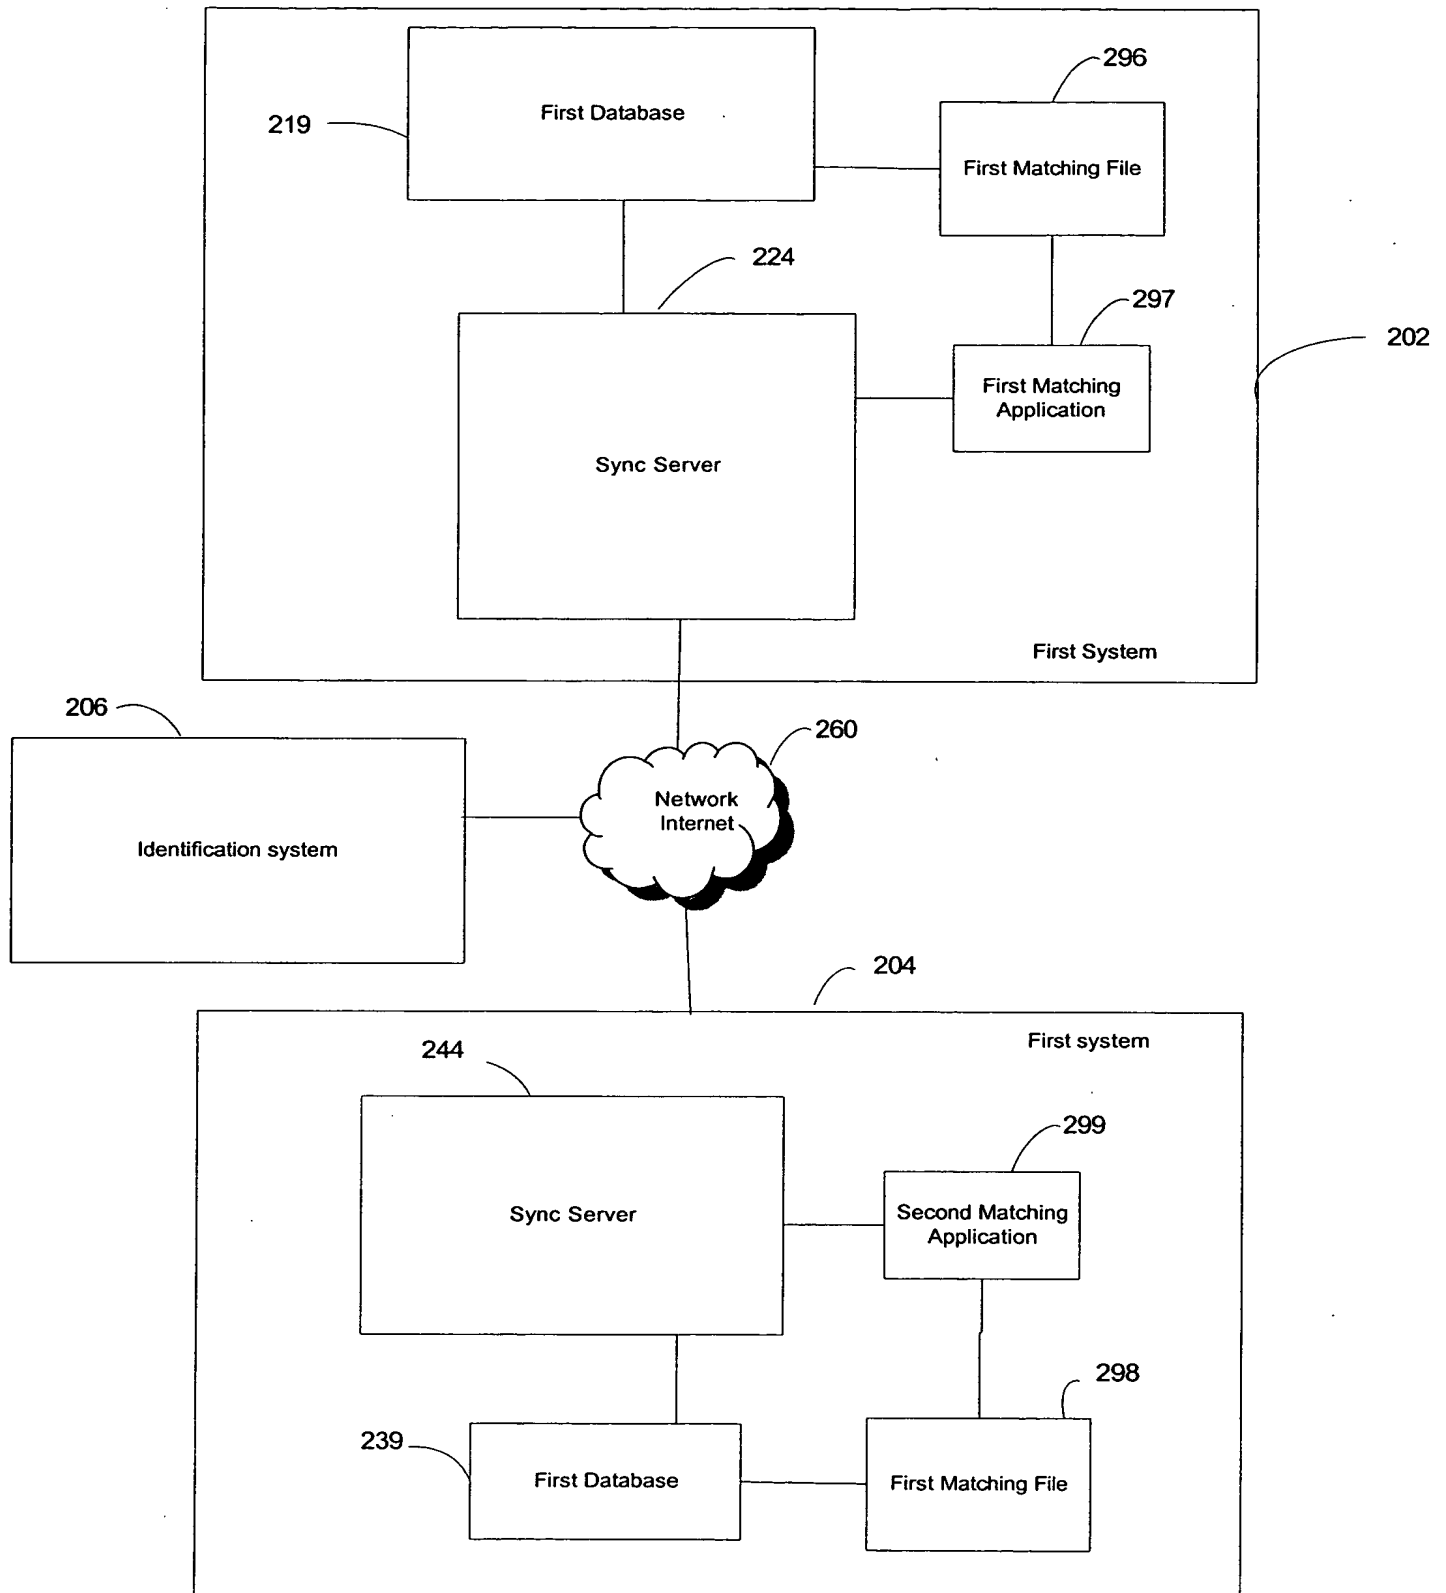 296
First Database
219
First Matching File
224
297
202
First Matching
Application
Sync Server
First System
206
260
Network
Internet
Identification system
204
First system
244
299
Second Matching
Application
Sync Server
298
239
First Database
First Matching File